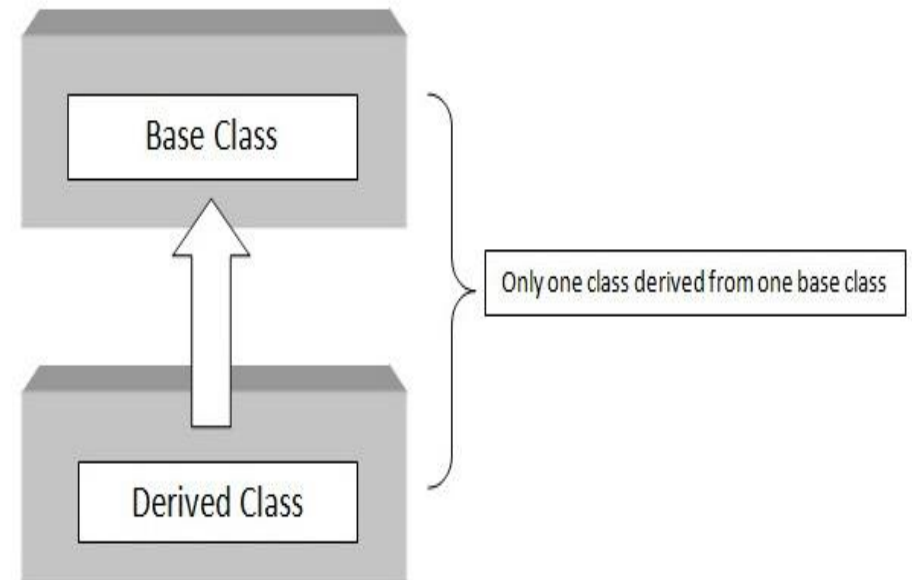 Base Class
Only one class derived from one base class
Derived Class